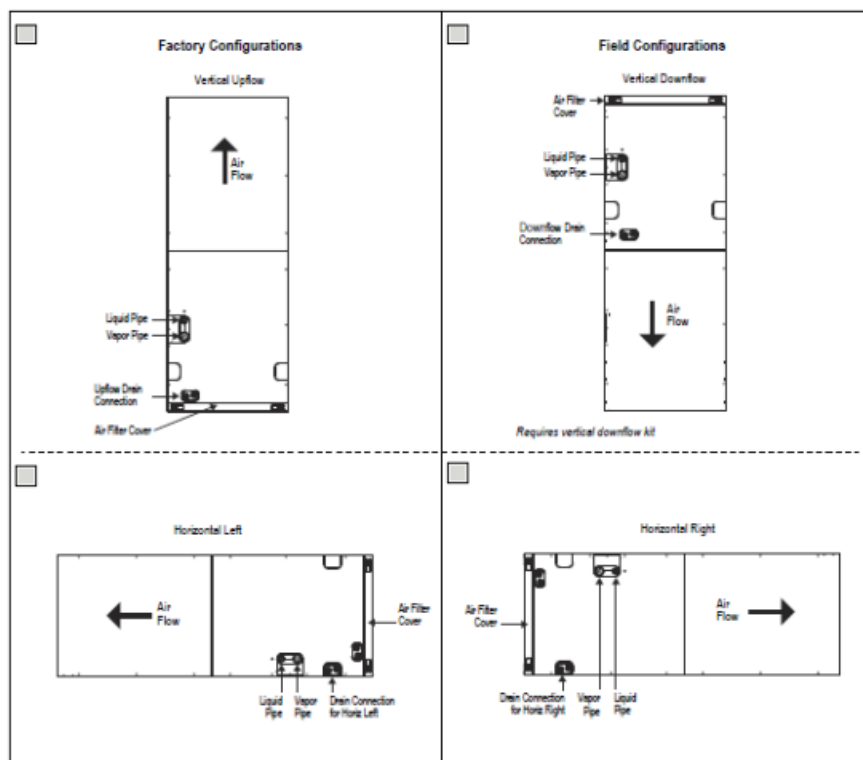 Factory Configurations
Vertical Upflow
Air
Flow
Liquid Pipe
Vapor Pipe
Upflow Drain
Connection
Air Filter Cover
Field Configurations
Vertical Downflow
Air Filter
Cover
Liquid Pipe
Vapor Pipe
Downflow Drain
Connection
Air
Flow
Requires vertical downflow kit
Horizontal Left
Air
Flow
Air Filter
Cover
Liquid
Pipe
Vapor
Pipe
Drain Connection
for Horiz Left
Horizontal Right
Air Filter
Cover
Air
Flow
Drain Connection
for Horiz Right
Vapor
Pipe
Liquid
Pipe